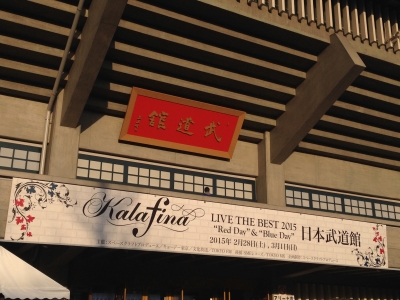 武道館
Kalafina
LIVE THE BEST 2015
"Red Day" & "Blue Day"
2015年2月28日(土)、3月1日(日)
日本武道館